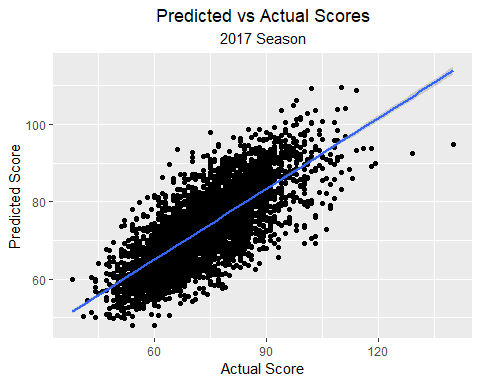 Predicted vs Actual Scores
2017 Season
100
80
60
Predicted Score
60 90 120
Actual Score